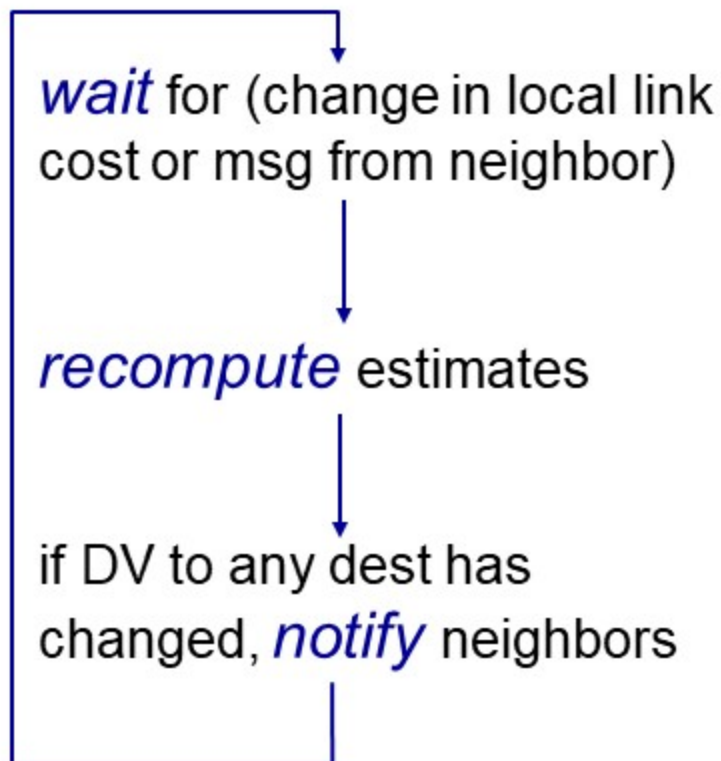 wait for (change in local link
cost or msg from neighbor)
recompute estimates
if DV to any dest has
changed, notify neighbors